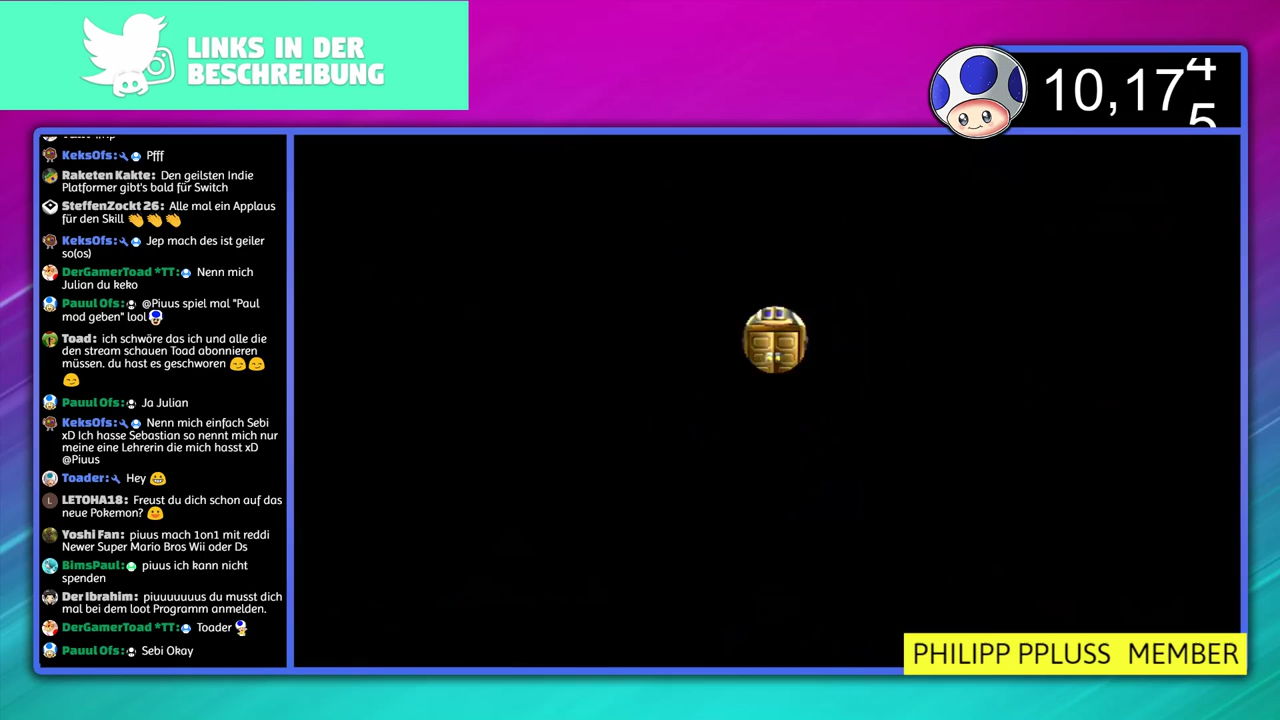 LINKS IN DER
BESCHREIBUNG
10,17
KeksOfs: Pfff
Raketen Kakte: Den geilsten Indie
Platformer gibt's bald für Switch
SteffenZockt 26: Alle mal ein Applaus
für den Skill 👏👏👏
KeksOfs: Jep mach des ist geiler
so(os)
DerGamerToad *TT: Nenn mich
Julian du keko
Pauul Ofs: @Piuus spiel mal "Paul
mod geben" lool
Toad: ich schwöre das ich und alle die
den stream schauen Toad abonnieren
müssen. du hast es geschworen 😏😏
😏
Pauul Ofs: Ja Julian
KeksOfs: Nenn mich einfach Sebi
xD Ich hasse Sebastian so nennt mich nur
meine eine Lehrerin die mich hasst xD
@Piuus
Toader: Hey 😀
LETOHA18: Freust du dich schon auf das
neue Pokemon? 😛
Yoshi Fan: piuus mach 1on1 mit reddi
Newer Super Mario Bros Wii oder Ds
BimsPaul: piuus ich kann nicht
spenden
Der Ibrahim: piuuuuuuus du musst dich
mal bei dem loot Programm anmelden.
DerGamerToad *TT: Toader
Pauul Ofs: Sebi Okay
PHILIPP PPLUSS MEMBER